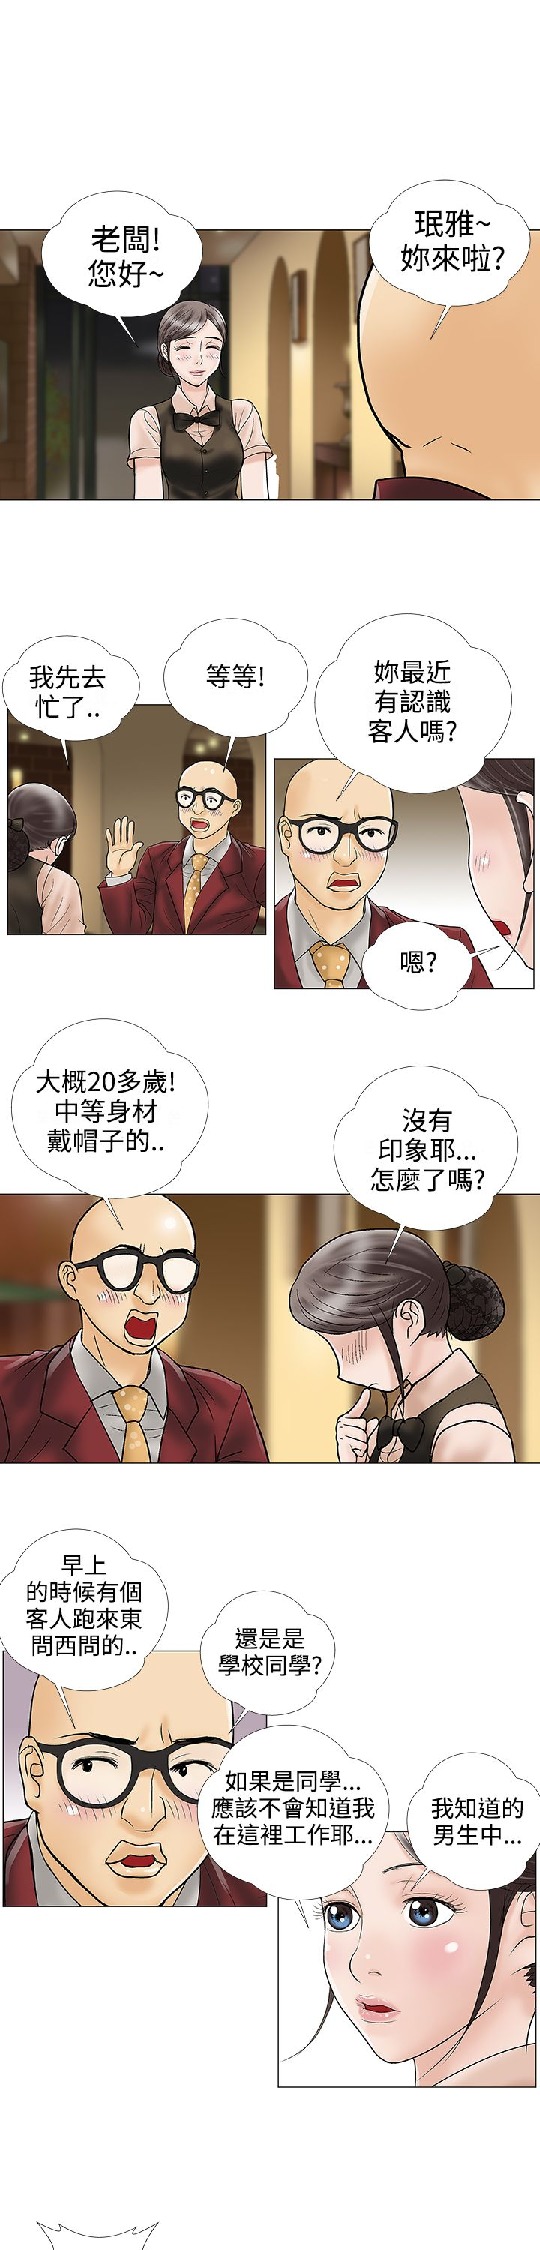 老闆!
您好~
珉雅~
妳來啦?
我先去
忙了..
等等!
妳最近
有認識
客人嗎?
嗯?
大概20多歲!
中等身材
戴帽子的..
沒有
印象耶...
怎麼了嗎?
早上
的時候有個
客人跑來東
問西問的..
還是是
學校同學?
如果是同學...
應該不會知道我
在這裡工作耶...
我知道的
男生中...